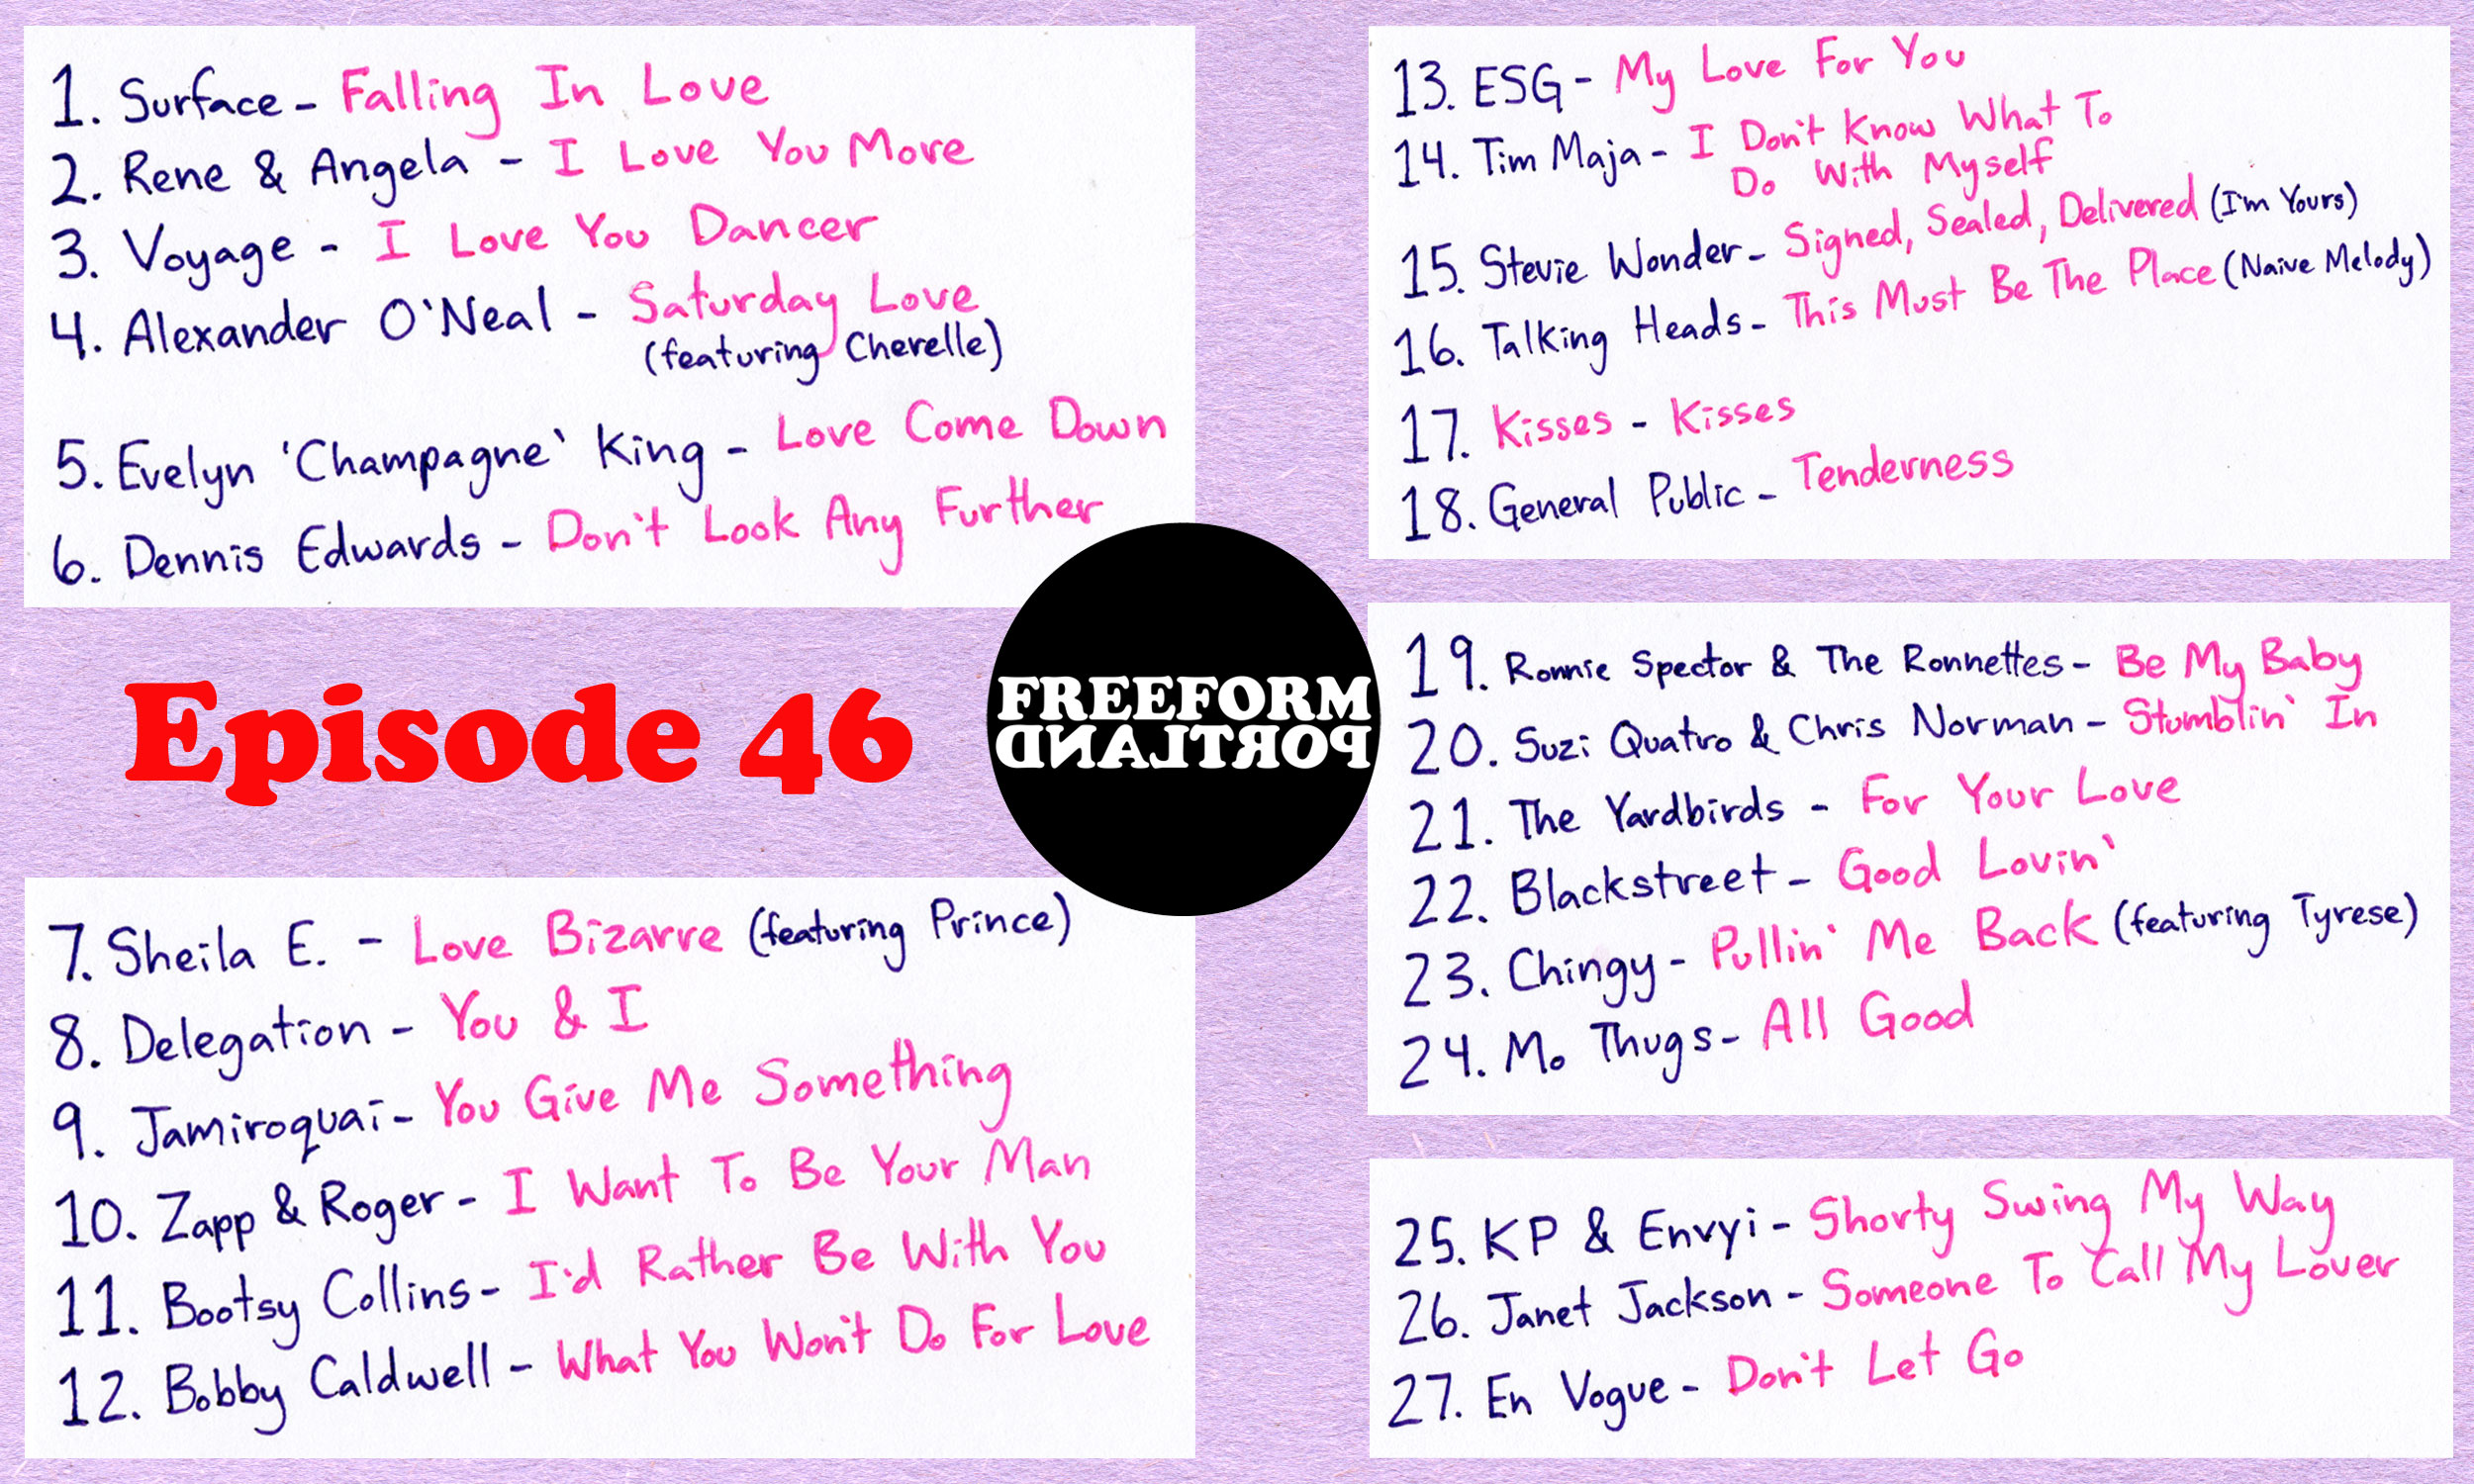 1. Surface - Falling In Love
2. Rene & Angela - I Love You More
3. Voyage - I Love You Dancer
4. Alexander O'Neal - Saturday Love
(featuring Cherelle)
5. Evelyn 'Champagne' King - Love Come Down
6. Dennis Edwards - Don't Look Any Further
Episode 46
FREEFORM
PORTLAND
7. Sheila E. - Love Bizarre (featuring Prince)
8. Delegation - You & I
9. Jamiroquai - You Give Me Something
10. Zapp & Roger - I Want To Be Your Man
11. Bootsy Collins - I'd Rather Be With You
12. Bobby Caldwell - What You Won't Do For Love
13. ESG - My Love For You
14. Tim Maja - I Don't Know What To
Do With Myself
15. Stevie Wonder - Signed, Sealed, Delivered (I'm Yours)
16. Talking Heads - This Must Be The Place (Naive Melody)
17. Kisses - Kisses
18. General Public - Tenderness
19. Ronnie Spector & The Ronnettes - Be My Baby
20. Suzi Quatro & Chris Norman - Stumblin' In
21. The Yardbirds - For Your Love
22. Blackstreet - Good Lovin'
23. Chingy - Pullin' Me Back (featuring Tyrese)
24. Mo Thugs - All Good
25. KP & Envyi - Shorty Swing My Way
26. Janet Jackson - Someone To Call My Lover
27. En Vogue - Don't Let Go